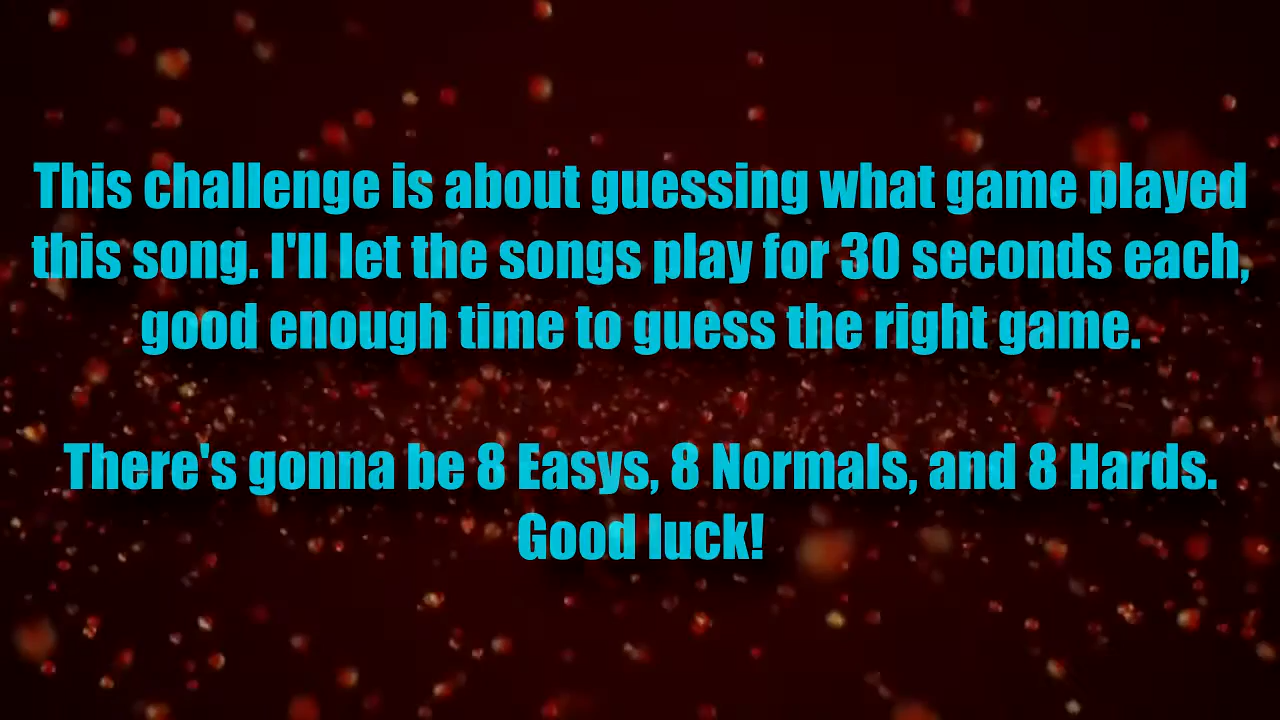 This challenge is about guessing what game played
this song. I'll let the songs play for 30 seconds each,
good enough time to guess the right game.
There's gonna be 8 Easys, 8 Normals, and 8 Hards.
Good luck!